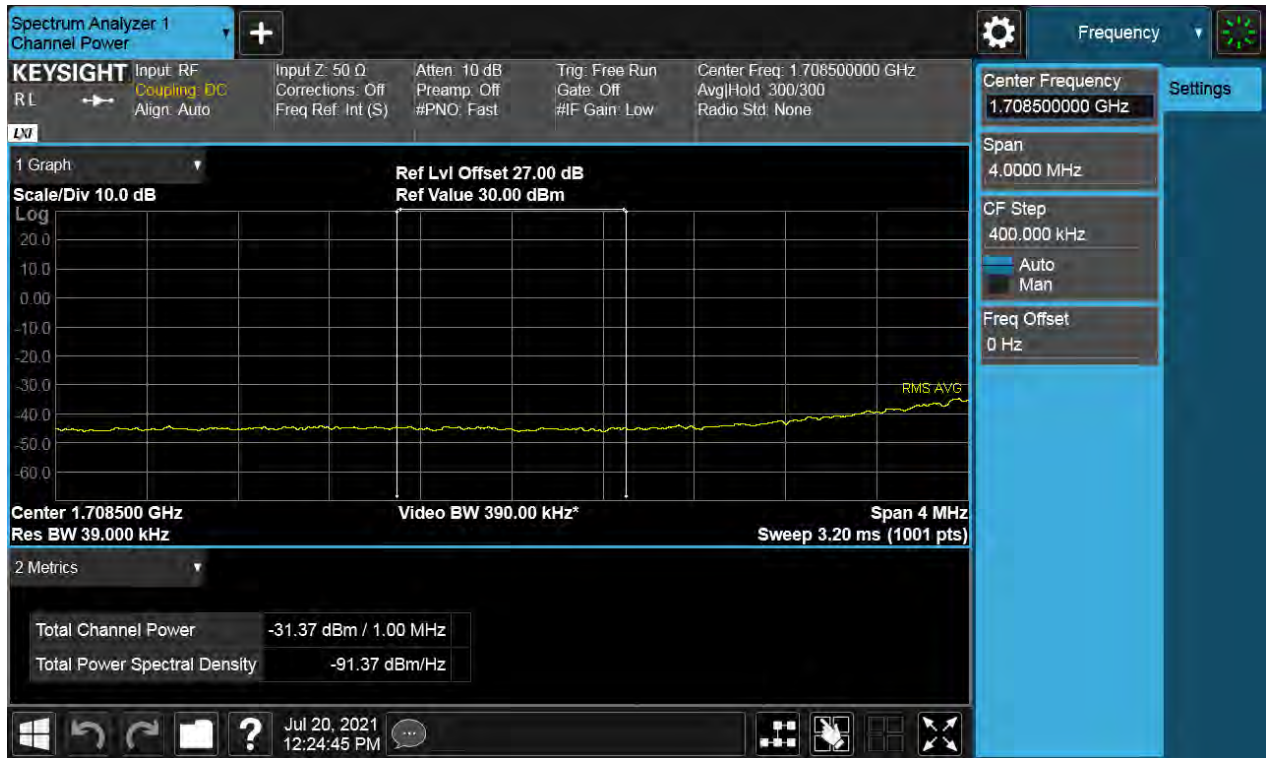 Spectrum Analyzer 1
Channel Power
Frequency
KEYSIGHT
RL
LXI
Input: RF
Coupling: DC
Align: Auto
Input Z: 50 Ω
Corrections: Off
Freq Ref: Int (S)
Atten: 10 dB
Preamp: Off
#PNO: Fast
Trig: Free Run
Gate: Off
#IF Gain: Low
Center Freq: 1.708500000 GHz
Avg|Hold: 300/300
Radio Std: None
Center Frequency
1.708500000 GHz
Settings
Span
4.0000 MHz
CF Step
400.000 kHz
Auto
Man
Freq Offset
0 Hz
1 Graph
Scale/Div 10.0 dB
Ref Lvl Offset 27.00 dB
Ref Value 30.00 dBm
Log
20.0
10.0
0.00
-10.0
-20.0
-30.0
RMS AVG
-40.0
-50.0
-60.0
Center 1.708500 GHz
Video BW 390.00 kHz*
Span 4 MHz
Res BW 39.000 kHz
Sweep 3.20 ms (1001 pts)
2 Metrics
Total Channel Power -31.37 dBm / 1.00 MHz
Total Power Spectral Density -91.37 dBm/Hz
?
Jul 20, 2021
12:24:45 PM